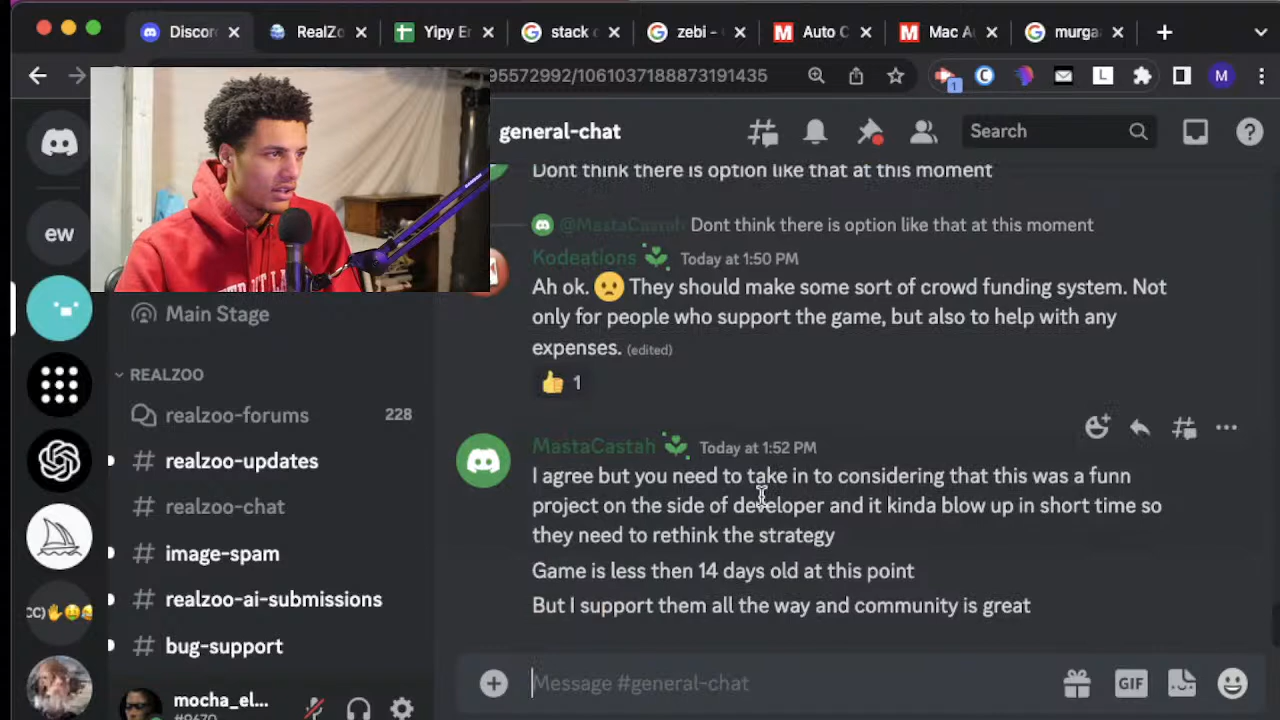 Discor
RealZo
Yipy Er
stack
zebi -
Auto C
Mac A
murga
95572992/1061037188873191435
1
L
M
general-chat
Search
Dont think there is option like that at this moment
@MastaCastah Dont think there is option like that at this moment
Kodeations Today at 1:50 PM
Ah ok. 🙁 They should make some sort of crowd funding system. Not
only for people who support the game, but also to help with any
expenses. (edited)
👍 1
MastaCastah Today at 1:52 PM
I agree but you need to take in to considering that this was a funn
project on the side of developer and it kinda blow up in short time so
they need to rethink the strategy
Game is less then 14 days old at this point
But I support them all the way and community is great
Message #general-chat
GIF
ew
Main Stage
REALZOO
realzoo-forums 228
# realzoo-updates
# realzoo-chat
# image-spam
# realzoo-ai-submissions
# bug-support
CC)
mocha_el...
#9670